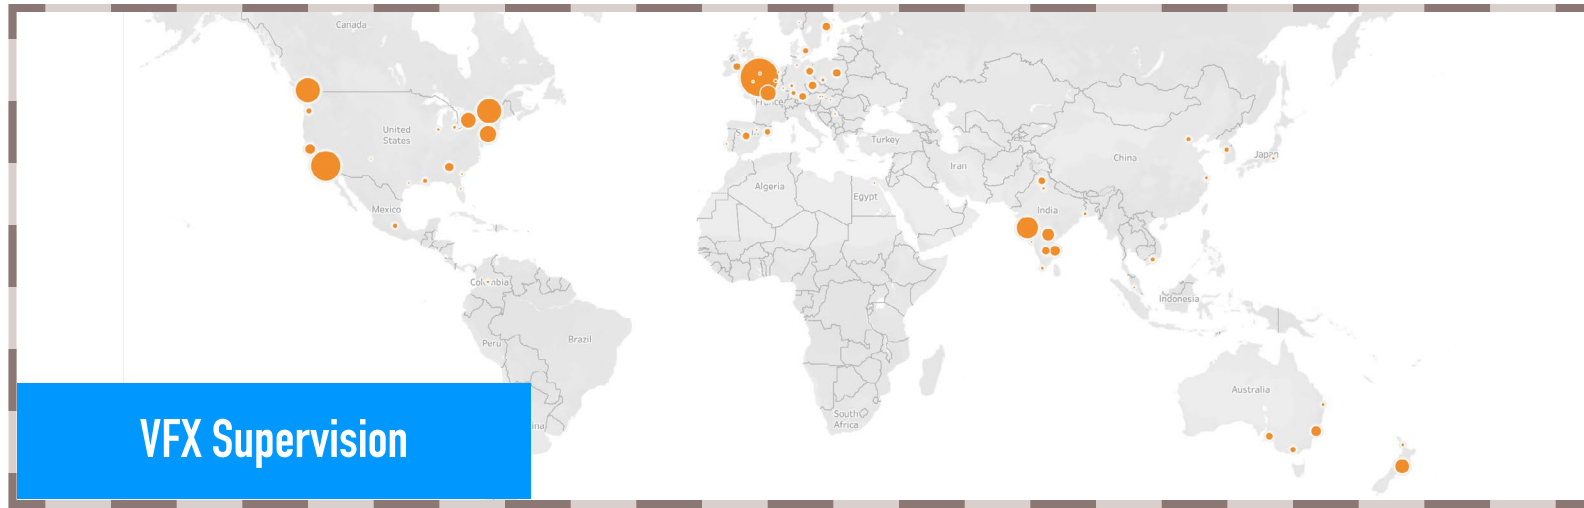 Canada
United
States
Mexico
France
Turkey
Iran
China
Japan
Algeria
Egypt
India
Colombia
Indonesia
Peru
Brazil
Australia
South
Africa
VFX Supervision